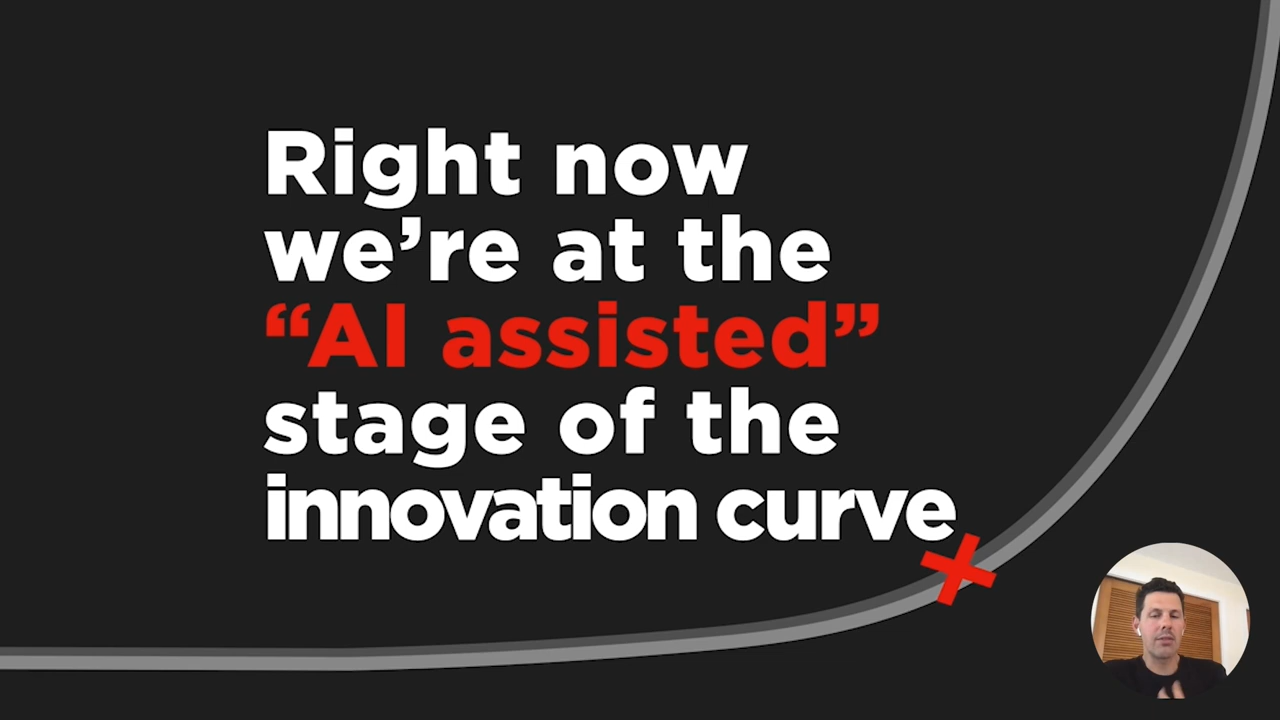 Right now
we’re at the
“AI assisted”
stage of the
innovation curve